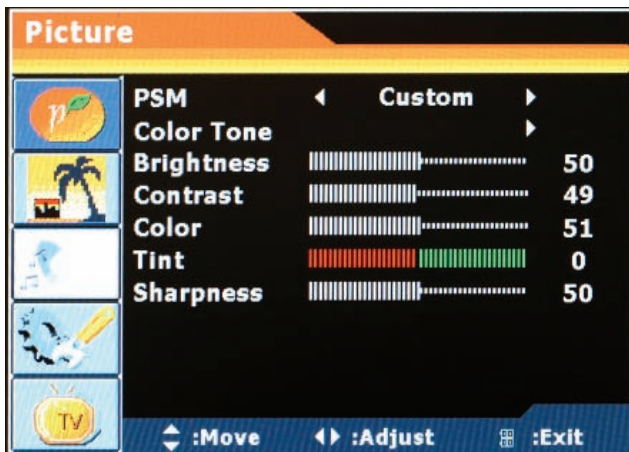 Picture
p
PSM Custom
Color Tone
Brightness 50
Contrast 49
Color 51
Tint 0
Sharpness 50
TV
:Move :Adjust :Exit